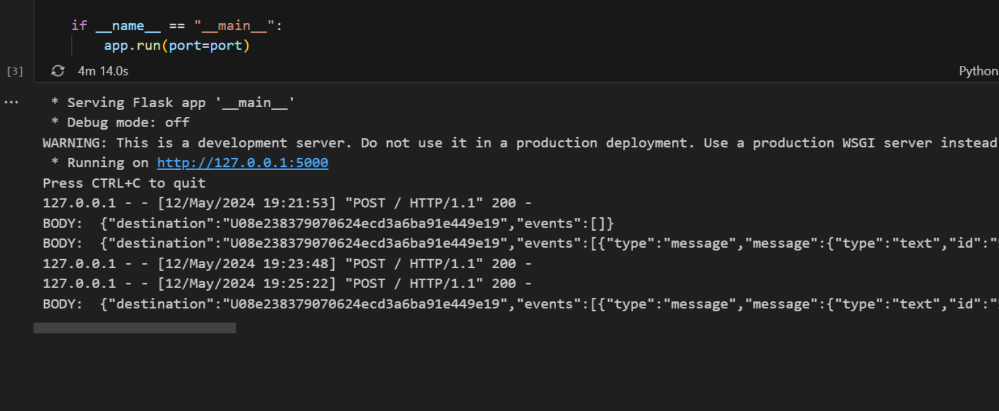 if __name__ == "__main__":
    app.run(port=port)
[3] 4m 14.0s Python
 * Serving Flask app '__main__'
 * Debug mode: off
WARNING: This is a development server. Do not use it in a production deployment. Use a production WSGI server instead
 * Running on http://127.0.0.1:5000
Press CTRL+C to quit
127.0.0.1 - - [12/May/2024 19:21:53] "POST / HTTP/1.1" 200 -
BODY:  {"destination":"U08e238379070624ecd3a6ba91e449e19","events":[]}
BODY:  {"destination":"U08e238379070624ecd3a6ba91e449e19","events":[{"type":"message","message":{"type":"text","id":"
127.0.0.1 - - [12/May/2024 19:23:48] "POST / HTTP/1.1" 200 -
127.0.0.1 - - [12/May/2024 19:25:22] "POST / HTTP/1.1" 200 -
BODY:  {"destination":"U08e238379070624ecd3a6ba91e449e19","events":[{"type":"message","message":{"type":"text","id":"